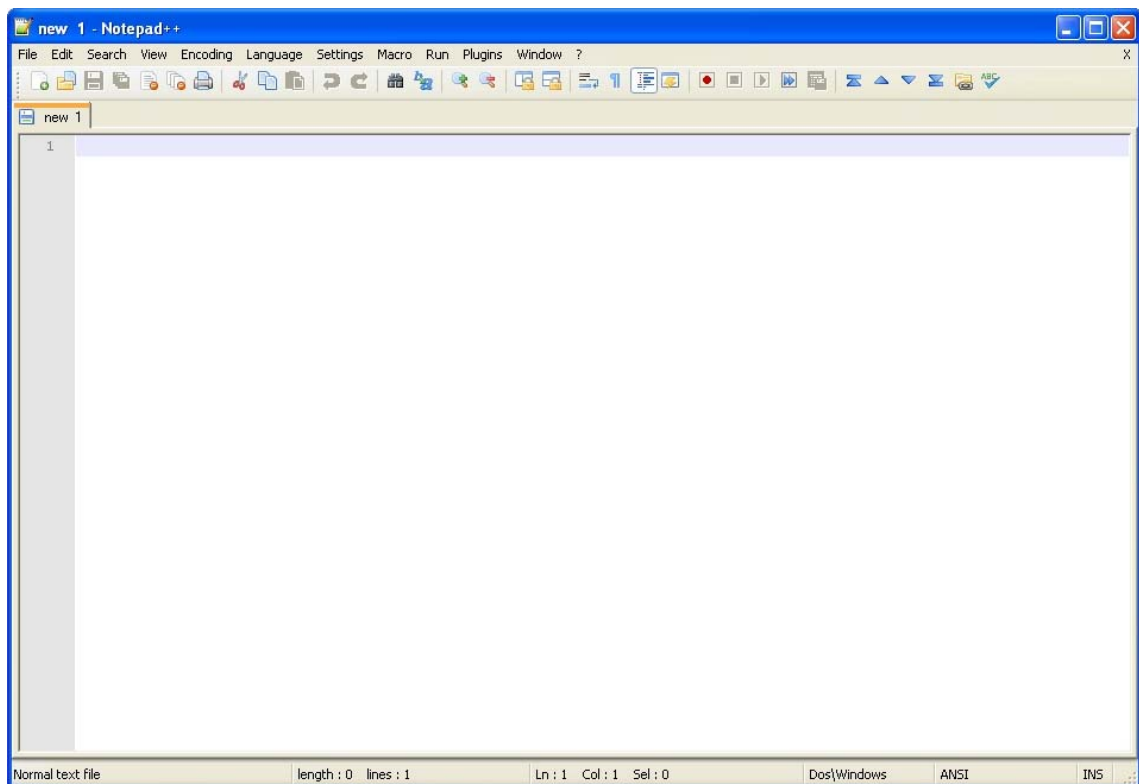 new 1 - Notepad++
File Edit Search View Encoding Language Settings Macro Run Plugins Window ? X
ABC
new 1
1
Normal text file length : 0 lines : 1 Ln : 1 Col : 1 Sel : 0 Dos\Windows ANSI INS